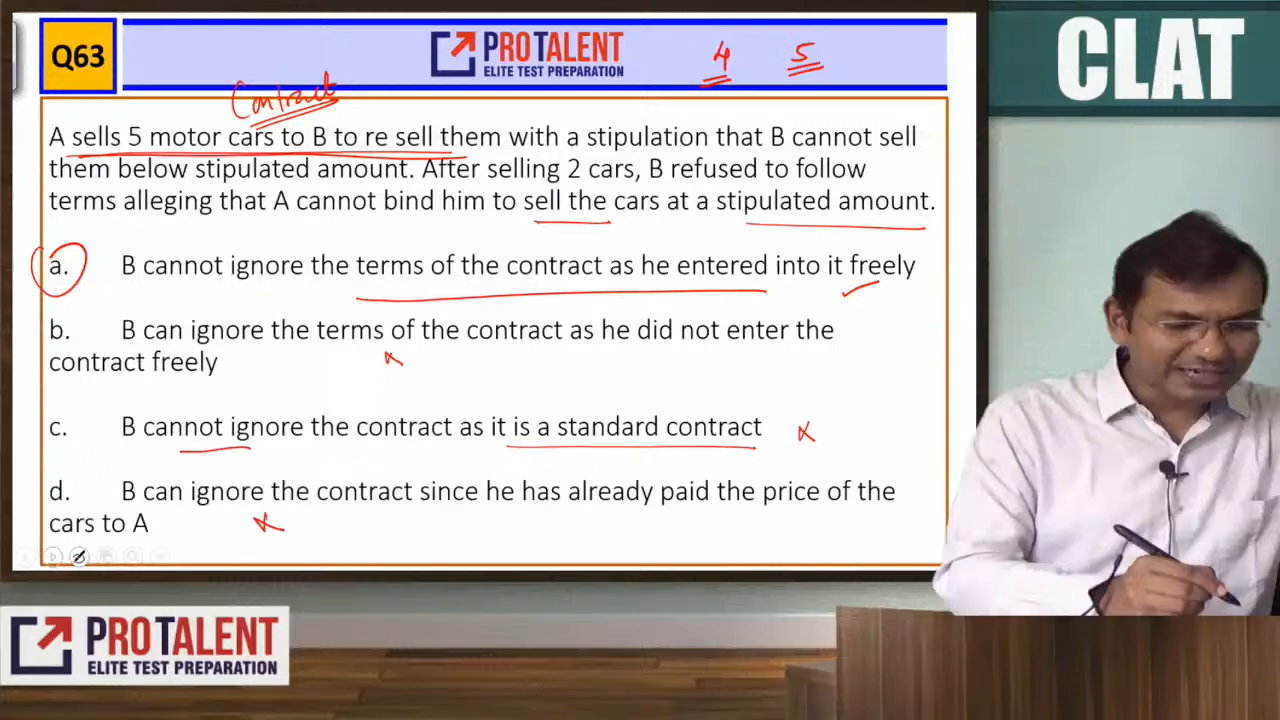 Q63
PROTALENT
ELITE TEST PREPARATION
4 5
CLAT
Contract
A sells 5 motor cars to B to re sell them with a stipulation that B cannot sell
them below stipulated amount. After selling 2 cars, B refused to follow
terms alleging that A cannot bind him to sell the cars at a stipulated amount.
a. B cannot ignore the terms of the contract as he entered into it freely
b. B can ignore the terms of the contract as he did not enter the
contract freely
c. B cannot ignore the contract as it is a standard contract
d. B can ignore the contract since he has already paid the price of the
cars to A
PROTALENT
ELITE TEST PREPARATION